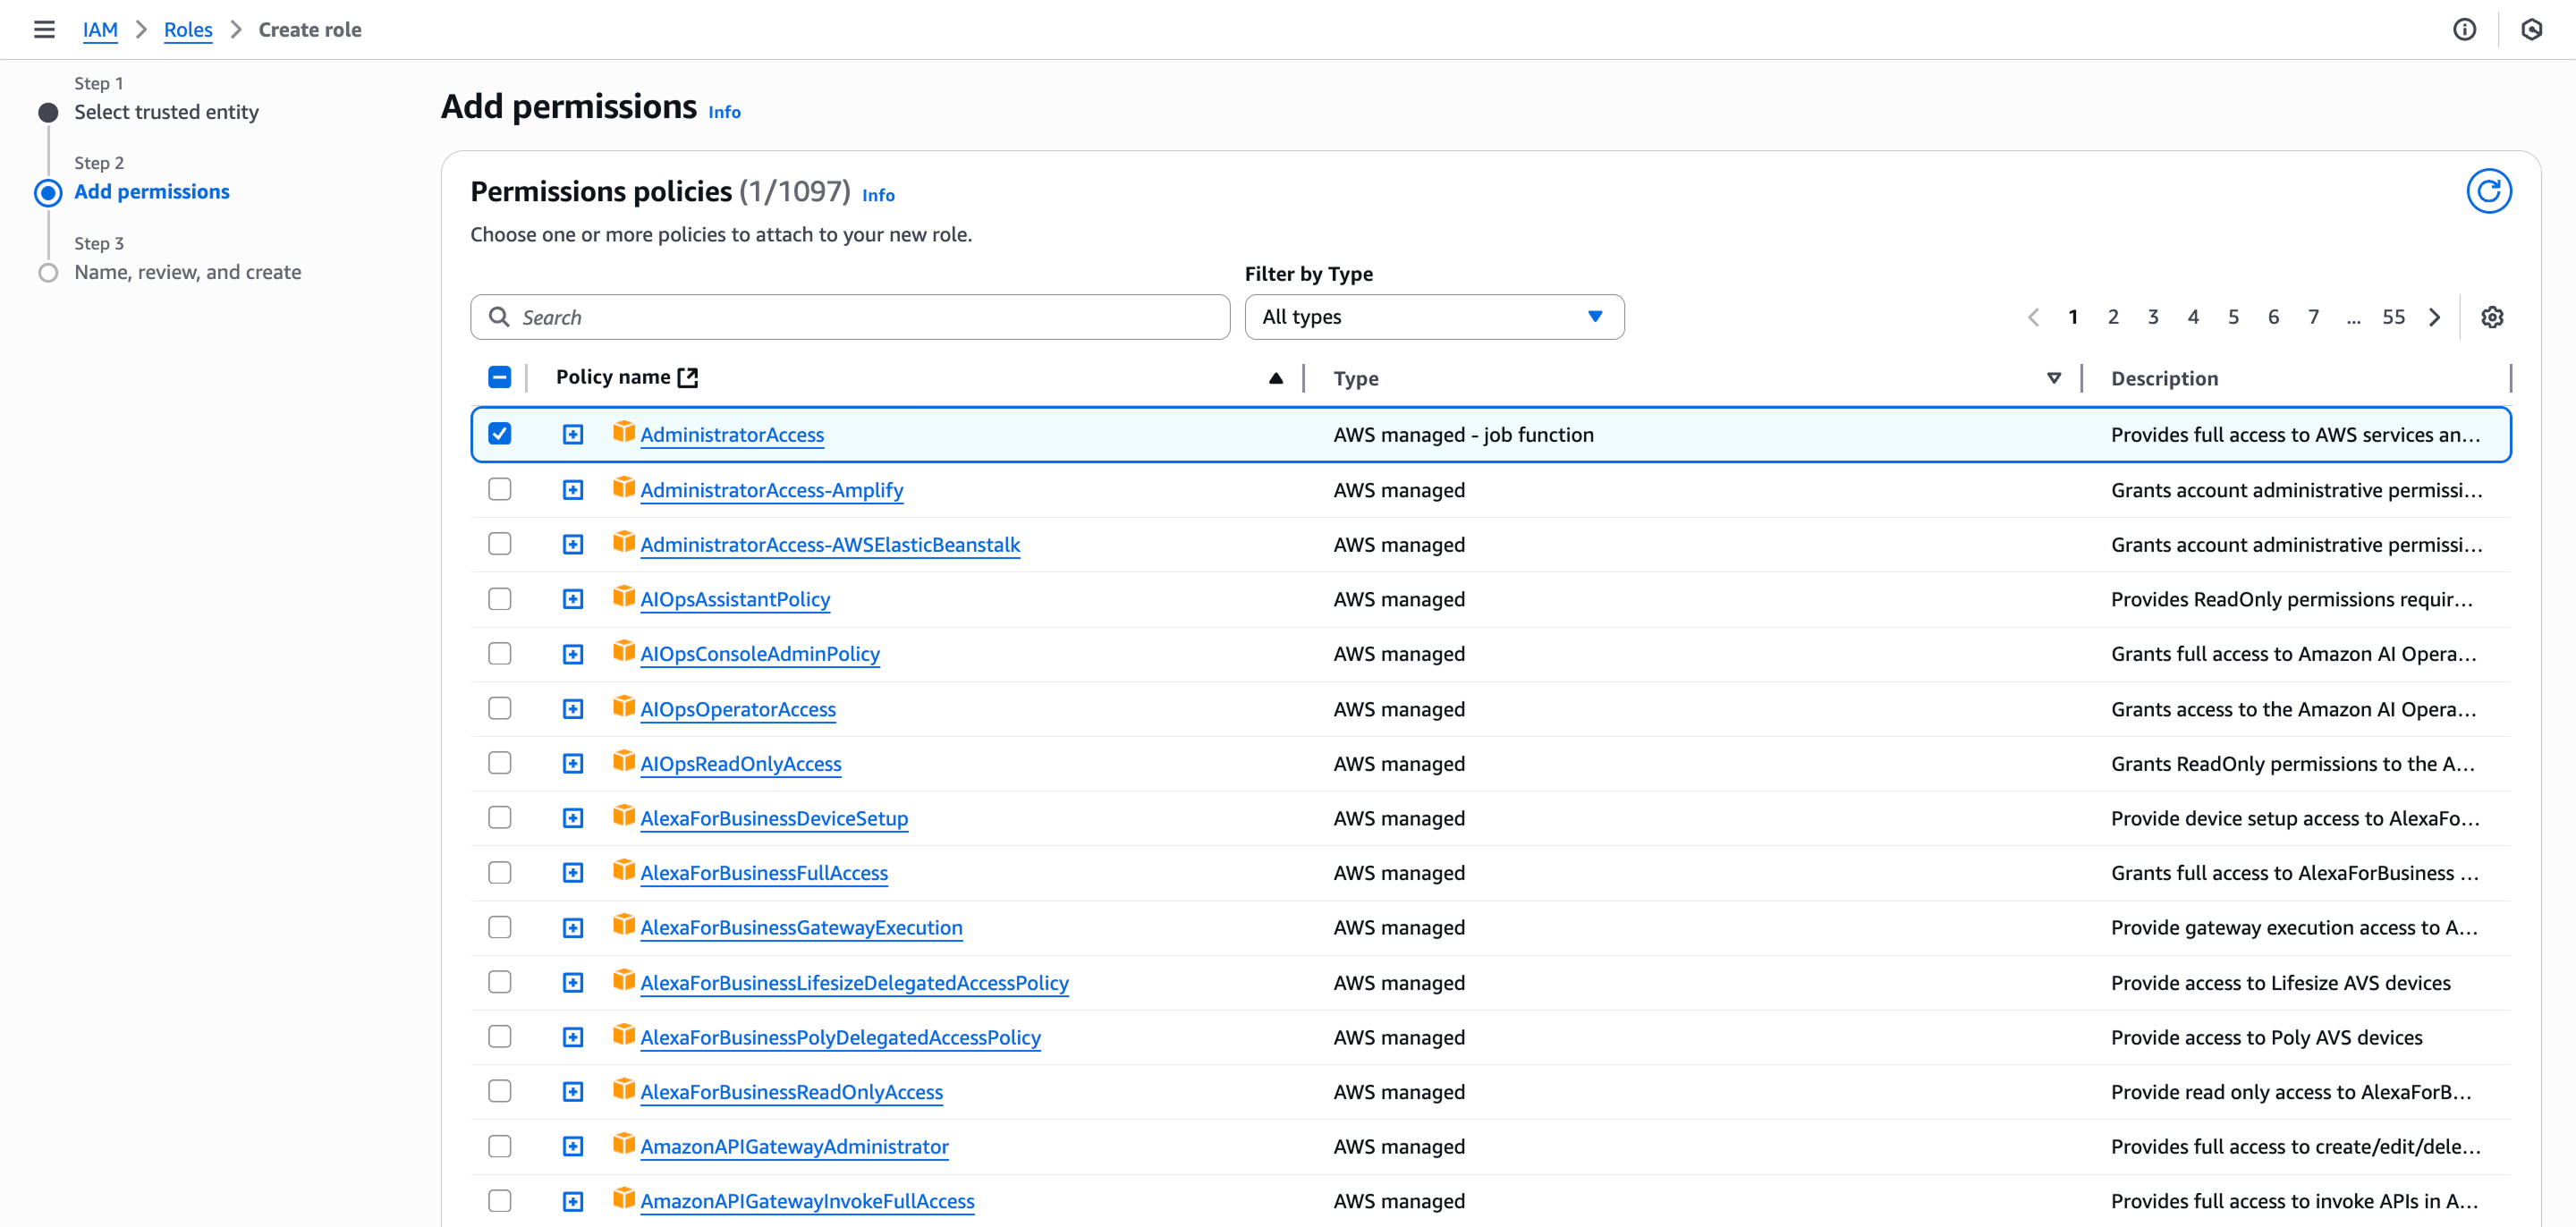 IAM > Roles > Create role
Step 1
Select trusted entity
Step 2
Add permissions
Step 3
Name, review, and create
Add permissions Info
Permissions policies (1/1097) Info
Choose one or more policies to attach to your new role.
Filter by Type
Search All types 1 2 3 4 5 6 7 ... 55
Policy name Type Description
AdministratorAccess AWS managed - job function Provides full access to AWS services an...
AdministratorAccess-Amplify AWS managed Grants account administrative permissi...
AdministratorAccess-AWSElasticBeanstalk AWS managed Grants account administrative permissi...
AIOpsAssistantPolicy AWS managed Provides ReadOnly permissions requir...
AIOpsConsoleAdminPolicy AWS managed Grants full access to Amazon AI Opera...
AIOpsOperatorAccess AWS managed Grants access to the Amazon AI Opera...
AIOpsReadOnlyAccess AWS managed Grants ReadOnly permissions to the A...
AlexaForBusinessDeviceSetup AWS managed Provide device setup access to AlexaFo...
AlexaForBusinessFullAccess AWS managed Grants full access to AlexaForBusiness ...
AlexaForBusinessGatewayExecution AWS managed Provide gateway execution access to A...
AlexaForBusinessLifesizeDelegatedAccessPolicy AWS managed Provide access to Lifesize AVS devices
AlexaForBusinessPolyDelegatedAccessPolicy AWS managed Provide access to Poly AVS devices
AlexaForBusinessReadOnlyAccess AWS managed Provide read only access to AlexaForB...
AmazonAPIGatewayAdministrator AWS managed Provides full access to create/edit/dele...
AmazonAPIGatewayInvokeFullAccess AWS managed Provides full access to invoke APIs in A...